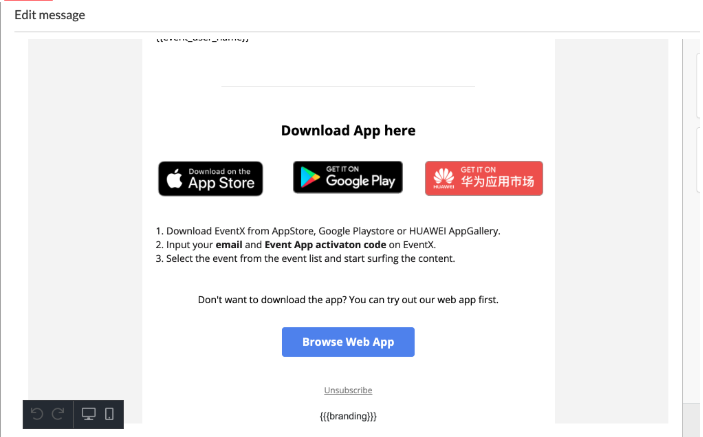 Edit message
{{event_user_name}}
Download App here
Download on the
App Store
GET IT ON
Google Play
GET IT ON
华为应用市场
HUAWEI
1. Download EventX from AppStore, Google Playstore or HUAWEI AppGallery.
2. Input your email and Event App activaton code on EventX.
3. Select the event from the event list and start surfing the content.
Don't want to download the app? You can try out our web app first.
Browse Web App
Unsubscribe
{{{branding}}}